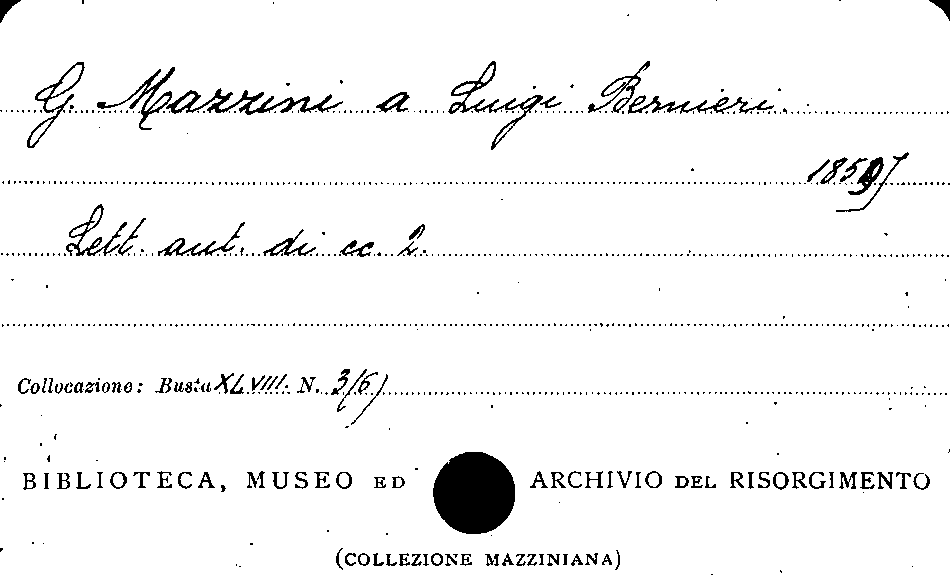 G. Mazzini a Luigi Bernieri.
Lett. aut. di cc. 2.
Collocazione: Busta XLVIII. N. 3(6)
BIBLIOTECA, MUSEO ED ARCHIVIO DEL RISORGIMENTO
(COLLEZIONE MAZZINIANA)